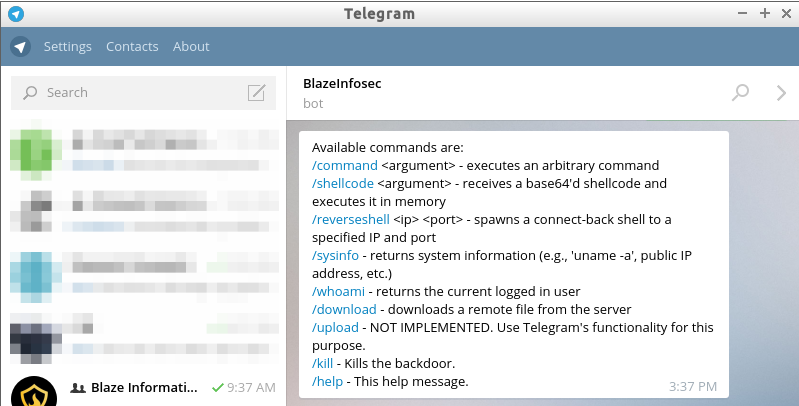 Telegram
Settings Contacts About
Search
BlazeInfosec
bot
Available commands are:
/command <argument> - executes an arbitrary command
/shellcode <argument> - receives a base64'd shellcode and
executes it in memory
/reverseshell <ip> <port> - spawns a connect-back shell to a
specified IP and port
/sysinfo - returns system information (e.g., 'uname -a', public IP
address, etc.)
/whoami - returns the current logged in user
/download - downloads a remote file from the server
/upload - NOT IMPLEMENTED. Use Telegram's functionality for this
purpose.
/kill - Kills the backdoor.
/help - This help message.
3:37 PM
Blaze Informati... 9:27 AM